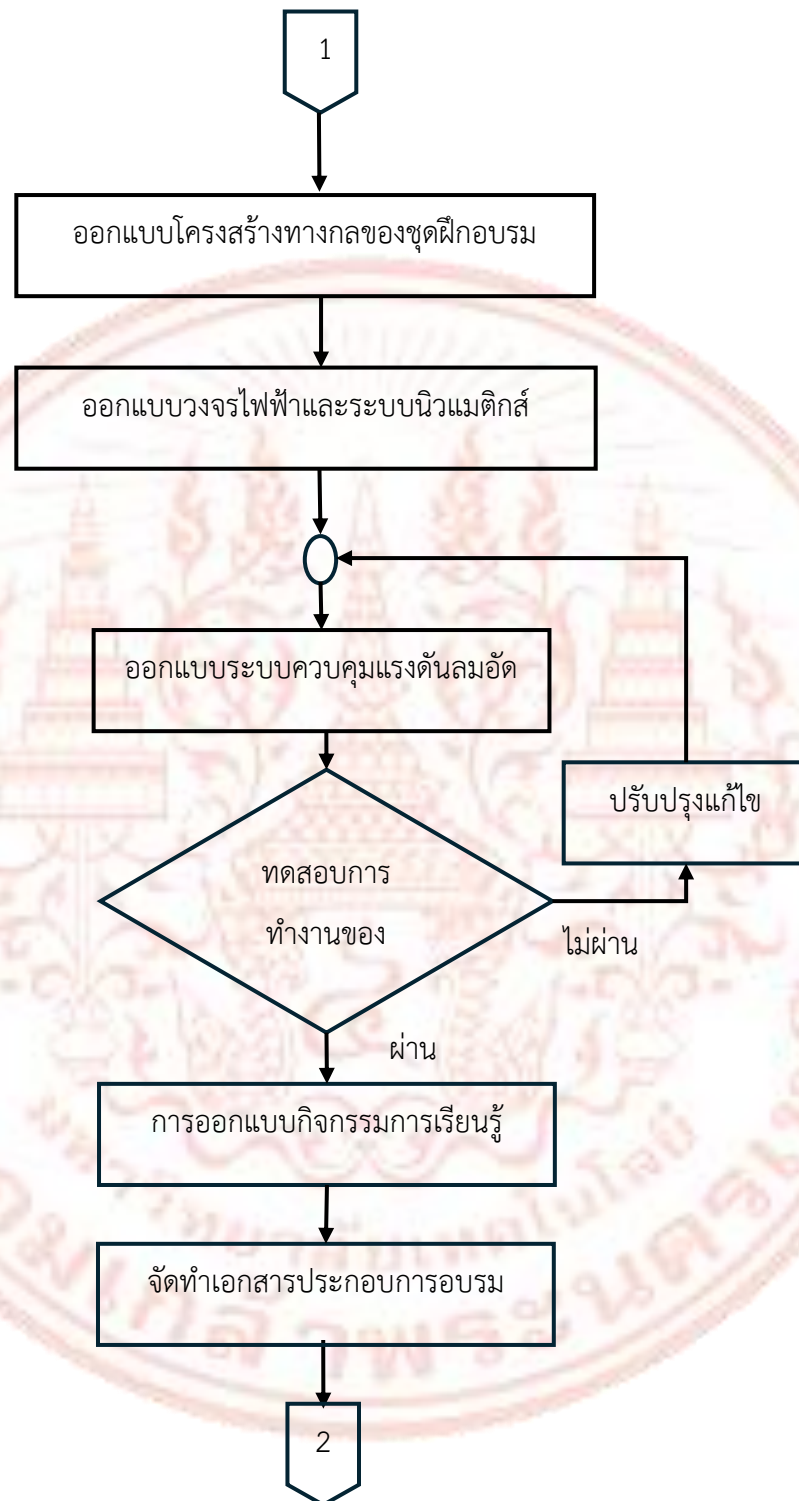 1
ออกแบบโครงสร้างทางกลของชุดฝึกอบรม
ออกแบบวงจรไฟฟ้าและระบบนิวแมติกส์
ออกแบบระบบควบคุมแรงดันลมอัด
ปรับปรุงแก้ไข
ทดสอบการ
ทำงานของ
ไม่ผ่าน
ผ่าน
การออกแบบกิจกรรมการเรียนรู้
จัดทำเอกสารประกอบการอบรม
2